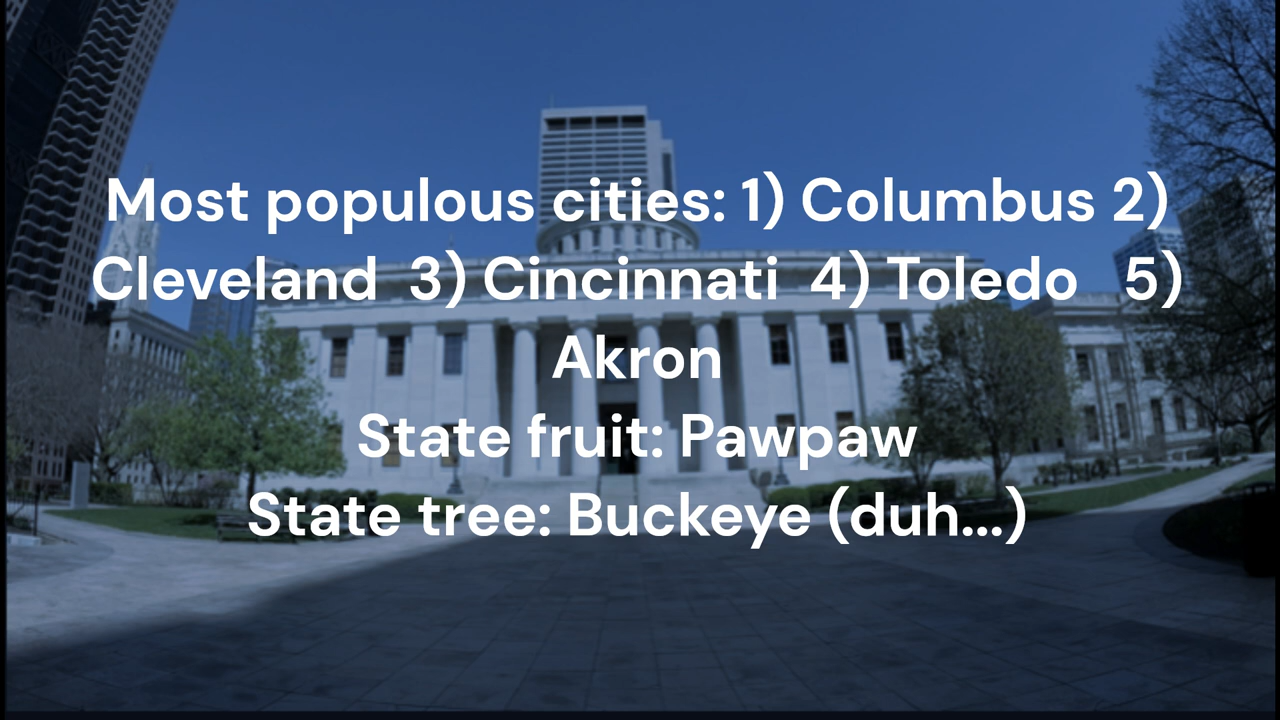 Most populous cities: 1) Columbus 2)
Cleveland  3) Cincinnati  4) Toledo   5)
Akron
State fruit: Pawpaw
State tree: Buckeye (duh...)